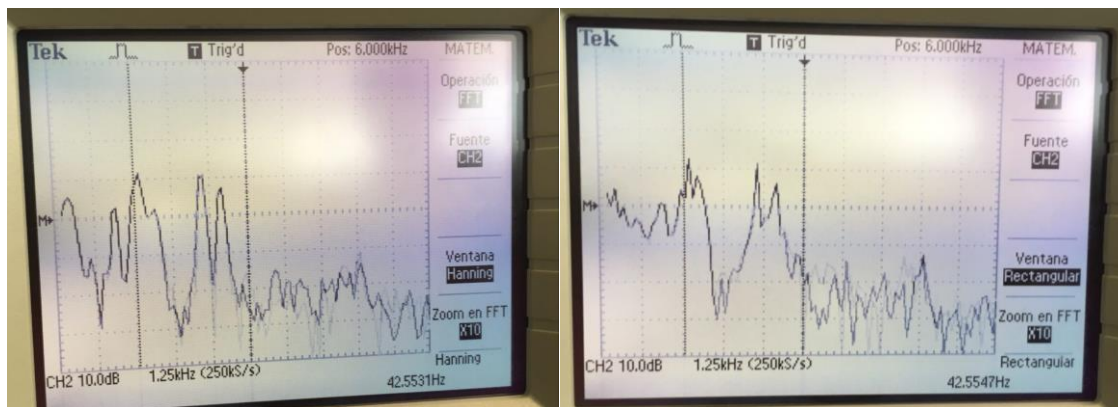 Tek
T Trig'd
Pos: 6.000kHz
MATEM.
Operación
FFT
Fuente
CH2
M
Ventana
Hanning
Zoom en FFT
X10
Hanning
CH2 10.0dB
1.25kHz (250kS/s)
42.5531Hz
Tek
T Trig'd
Pos: 6.000kHz
MATEM.
Operación
FFT
Fuente
CH2
M
Ventana
Rectangular
Zoom en FFT
X10
Rectangular
CH2 10.0dB
1.25kHz (250kS/s)
42.5547Hz